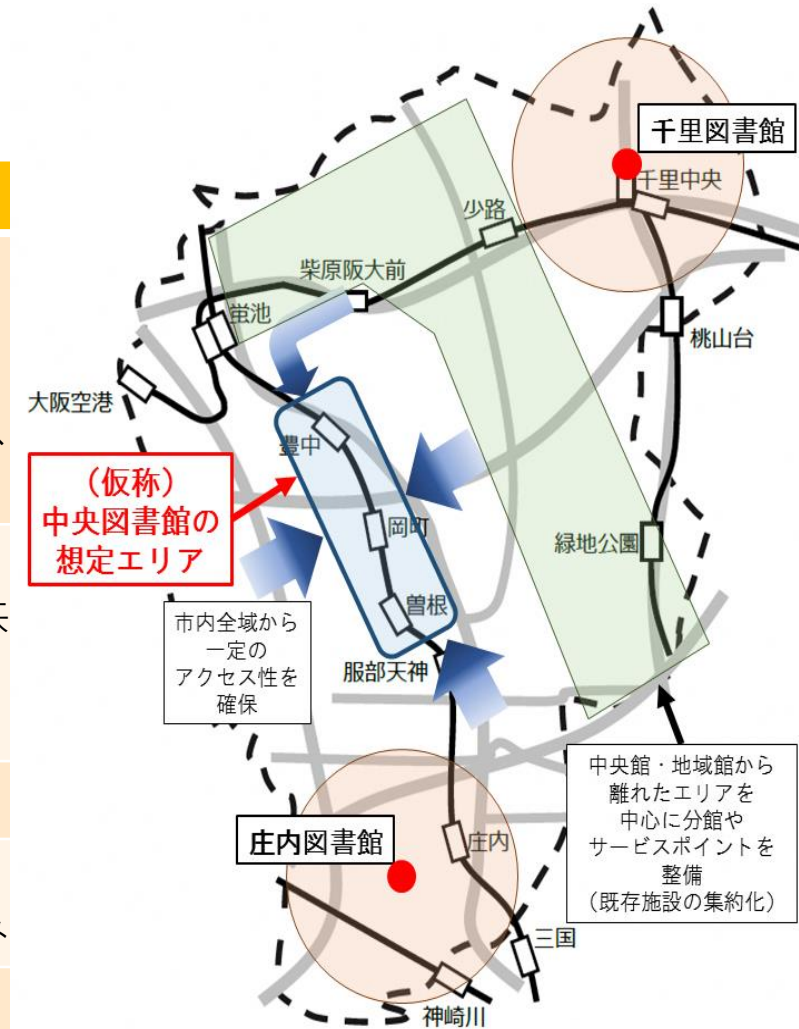 千里図書館
千里中央
少路
柴原阪大前
蛍池
桃山台
大阪空港
豊中
（仮称）
中央図書館の
想定エリア
岡町
緑地公園
曽根
市内全域から
一定の
アクセス性を
確保
服部天神
中央館・地域館から
離れたエリアを
中心に分館や
サービスポイントを
整備
（既存施設の集約化）
庄内図書館
庄内
三国
神崎川